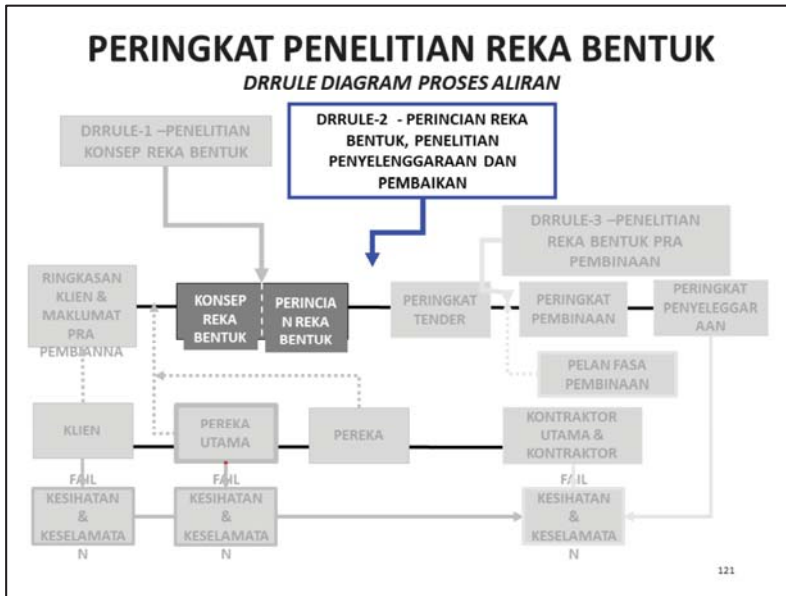 PERINGKAT PENELITIAN REKA BENTUK
DRRULE DIAGRAM PROSES ALIRAN
DRRULE-1 –PENELITIAN
KONSEP REKA BENTUK
DRRULE-2 - PERINCIAN REKA
BENTUK, PENELITIAN
PENYELENGGARAAN DAN
PEMBAIKAN
DRRULE-3 –PENELITIAN
REKA BENTUK PRA
PEMBINAAN
RINGKASAN
KLIEN &
MAKLUMAT
PRA
PEMBIANNA
KONSEP
REKA
BENTUK
PERINCIA
N REKA
BENTUK
PERINGKAT
TENDER
PERINGKAT
PEMBINAAN
PERINGKAT
PENYELEGGAR
AAN
PELAN FASA
PEMBINAAN
KLIEN
PEREKA
UTAMA
PEREKA
KONTRAKTOR
UTAMA &
KONTRAKTOR
FAIL
KESIHATAN
&
KESELAMATA
N
FAIL
KESIHATAN
&
KESELAMATA
N
FAIL
KESIHATAN
&
KESELAMATA
N
121